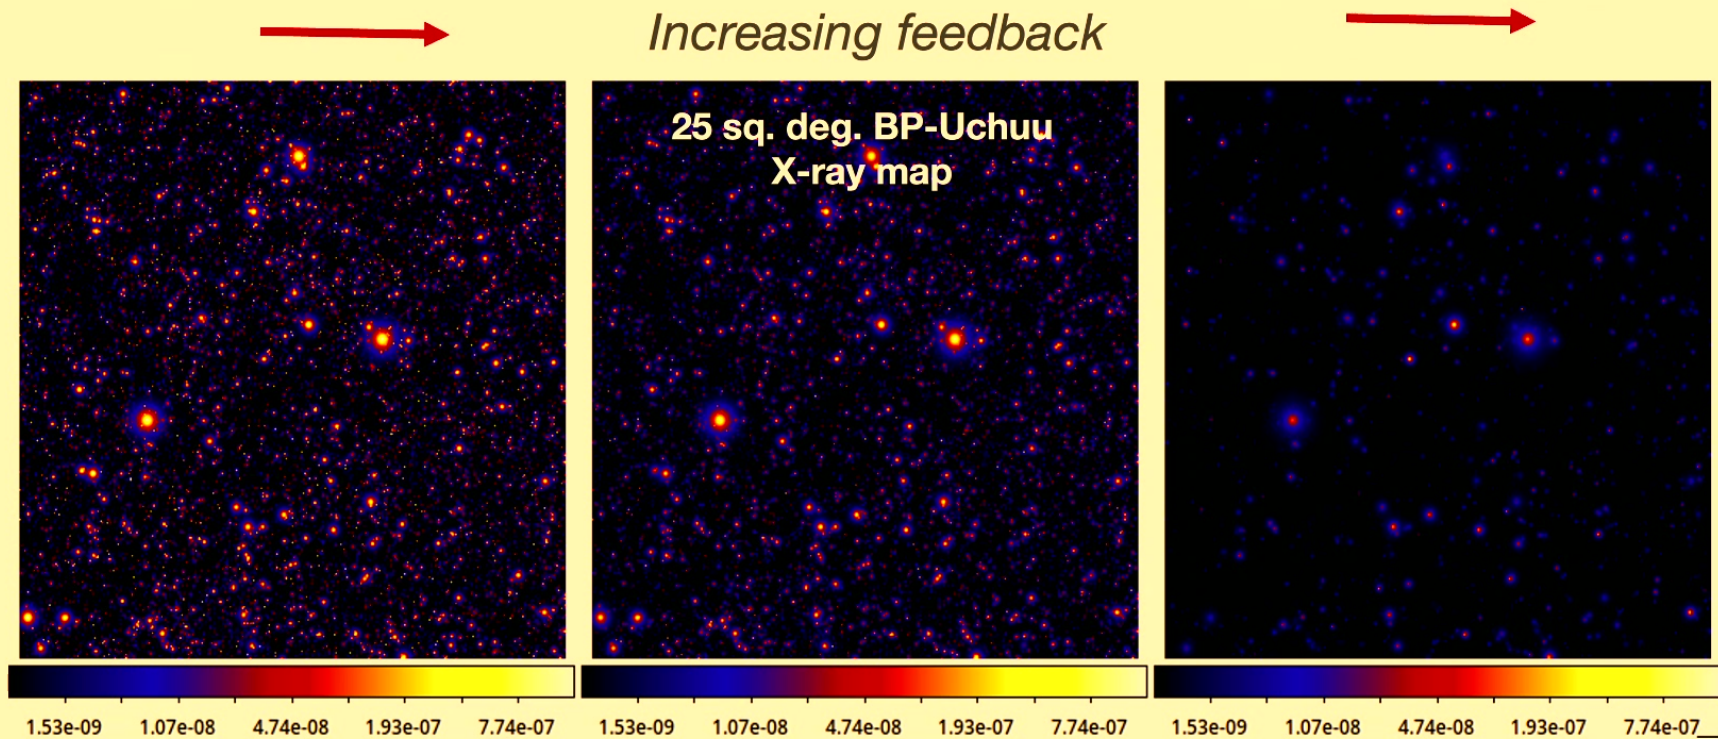 Increasing feedback
25 sq. deg. BP-Uchuu
X-ray map
1.53e-09 1.07e-08 4.74e-08 1.93e-07 7.74e-07
1.53e-09 1.07e-08 4.74e-08 1.93e-07 7.74e-07
1.53e-09 1.07e-08 4.74e-08 1.93e-07 7.74e-07